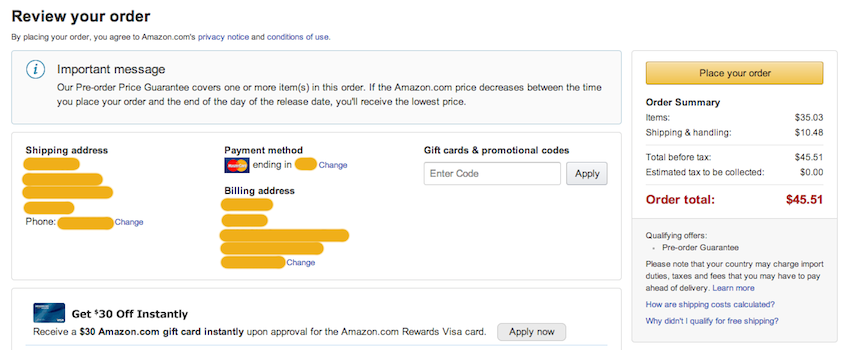 Review your order
By placing your order, you agree to Amazon.com's privacy notice and conditions of use.
Important message
Our Pre-order Price Guarantee covers one or more item(s) in this order. If the Amazon.com price decreases between the time
you place your order and the end of the day of the release date, you'll receive the lowest price.
Shipping address
Phone: Change
Payment method
MasterCard ending in Change
Billing address
Change
Gift cards & promotional codes
Enter Code
Apply
Get $30 Off Instantly
Receive a $30 Amazon.com gift card instantly upon approval for the Amazon.com Rewards Visa card.
Apply now
Place your order
Order Summary
Items: $35.03
Shipping & handling: $10.48
Total before tax: $45.51
Estimated tax to be collected: $0.00
Order total: $45.51
Qualifying offers:
· Pre-order Guarantee
Please note that your country may charge import
duties, taxes and fees that you may have to pay
ahead of delivery. Learn more
How are shipping costs calculated?
Why didn't I qualify for free shipping?